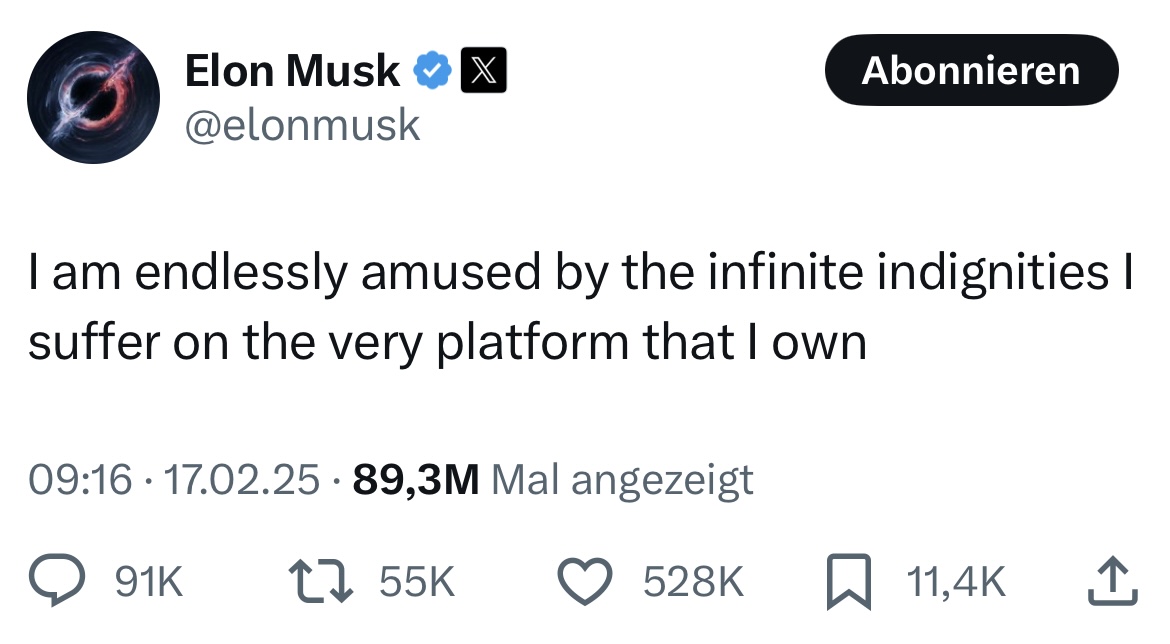 Elon Musk
@elonmusk
Abonnieren
I am endlessly amused by the infinite indignities I
suffer on the very platform that I own
09:16 · 17.02.25 · 89,3M Mal angezeigt
91K 55K 528K 11,4K